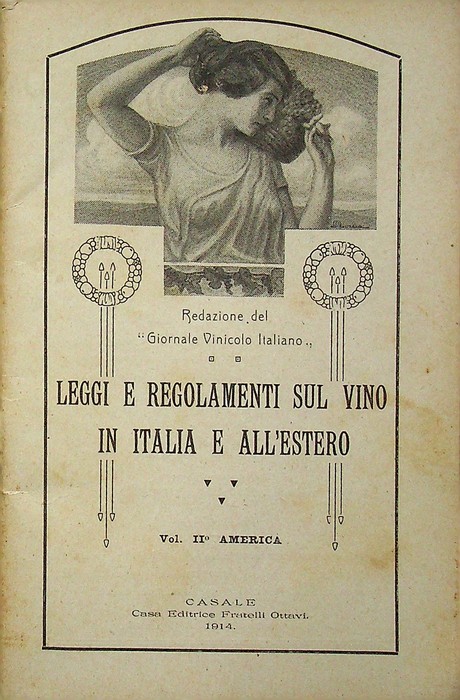 Redazione del
"Giornale Vinicolo Italiano„
LEGGI E REGOLAMENTI SUL VINO
IN ITALIA E ALL'ESTERO
Vol. IIº AMERICA
CASALE
Casa Editrice Fratelli Ottavi.
1914.